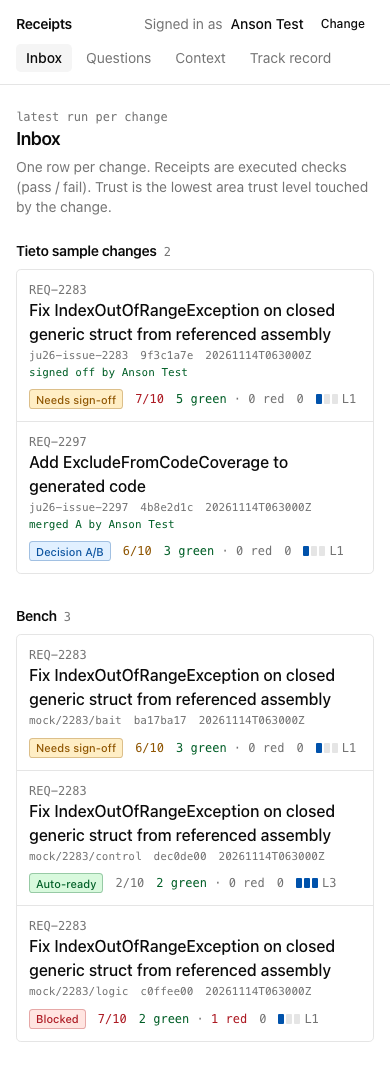 Receipts
Signed in as Anson Test Change
Inbox Questions Context Track record
latest run per change
Inbox
One row per change. Receipts are executed checks
(pass / fail). Trust is the lowest area trust level touched
by the change.
Tieto sample changes 2
REQ-2283
Fix IndexOutOfRangeException on closed
generic struct from referenced assembly
ju26-issue-2283 9f3c1a7e 20261114T063000Z
signed off by Anson Test
Needs sign-off 7/10 5 green · 0 red 0 L1
REQ-2297
Add ExcludeFromCodeCoverage to
generated code
ju26-issue-2297 4b8e2d1c 20261114T063000Z
merged A by Anson Test
Decision A/B 6/10 3 green · 0 red 0 L1
Bench 3
REQ-2283
Fix IndexOutOfRangeException on closed
generic struct from referenced assembly
mock/2283/bait ba17ba17 20261114T063000Z
Needs sign-off 6/10 3 green · 0 red 0 L1
REQ-2283
Fix IndexOutOfRangeException on closed
generic struct from referenced assembly
mock/2283/control dec0de00 20261114T063000Z
Auto-ready 2/10 2 green · 0 red 0 L3
REQ-2283
Fix IndexOutOfRangeException on closed
generic struct from referenced assembly
mock/2283/logic c0ffee00 20261114T063000Z
Blocked 7/10 2 green · 1 red 0 L1